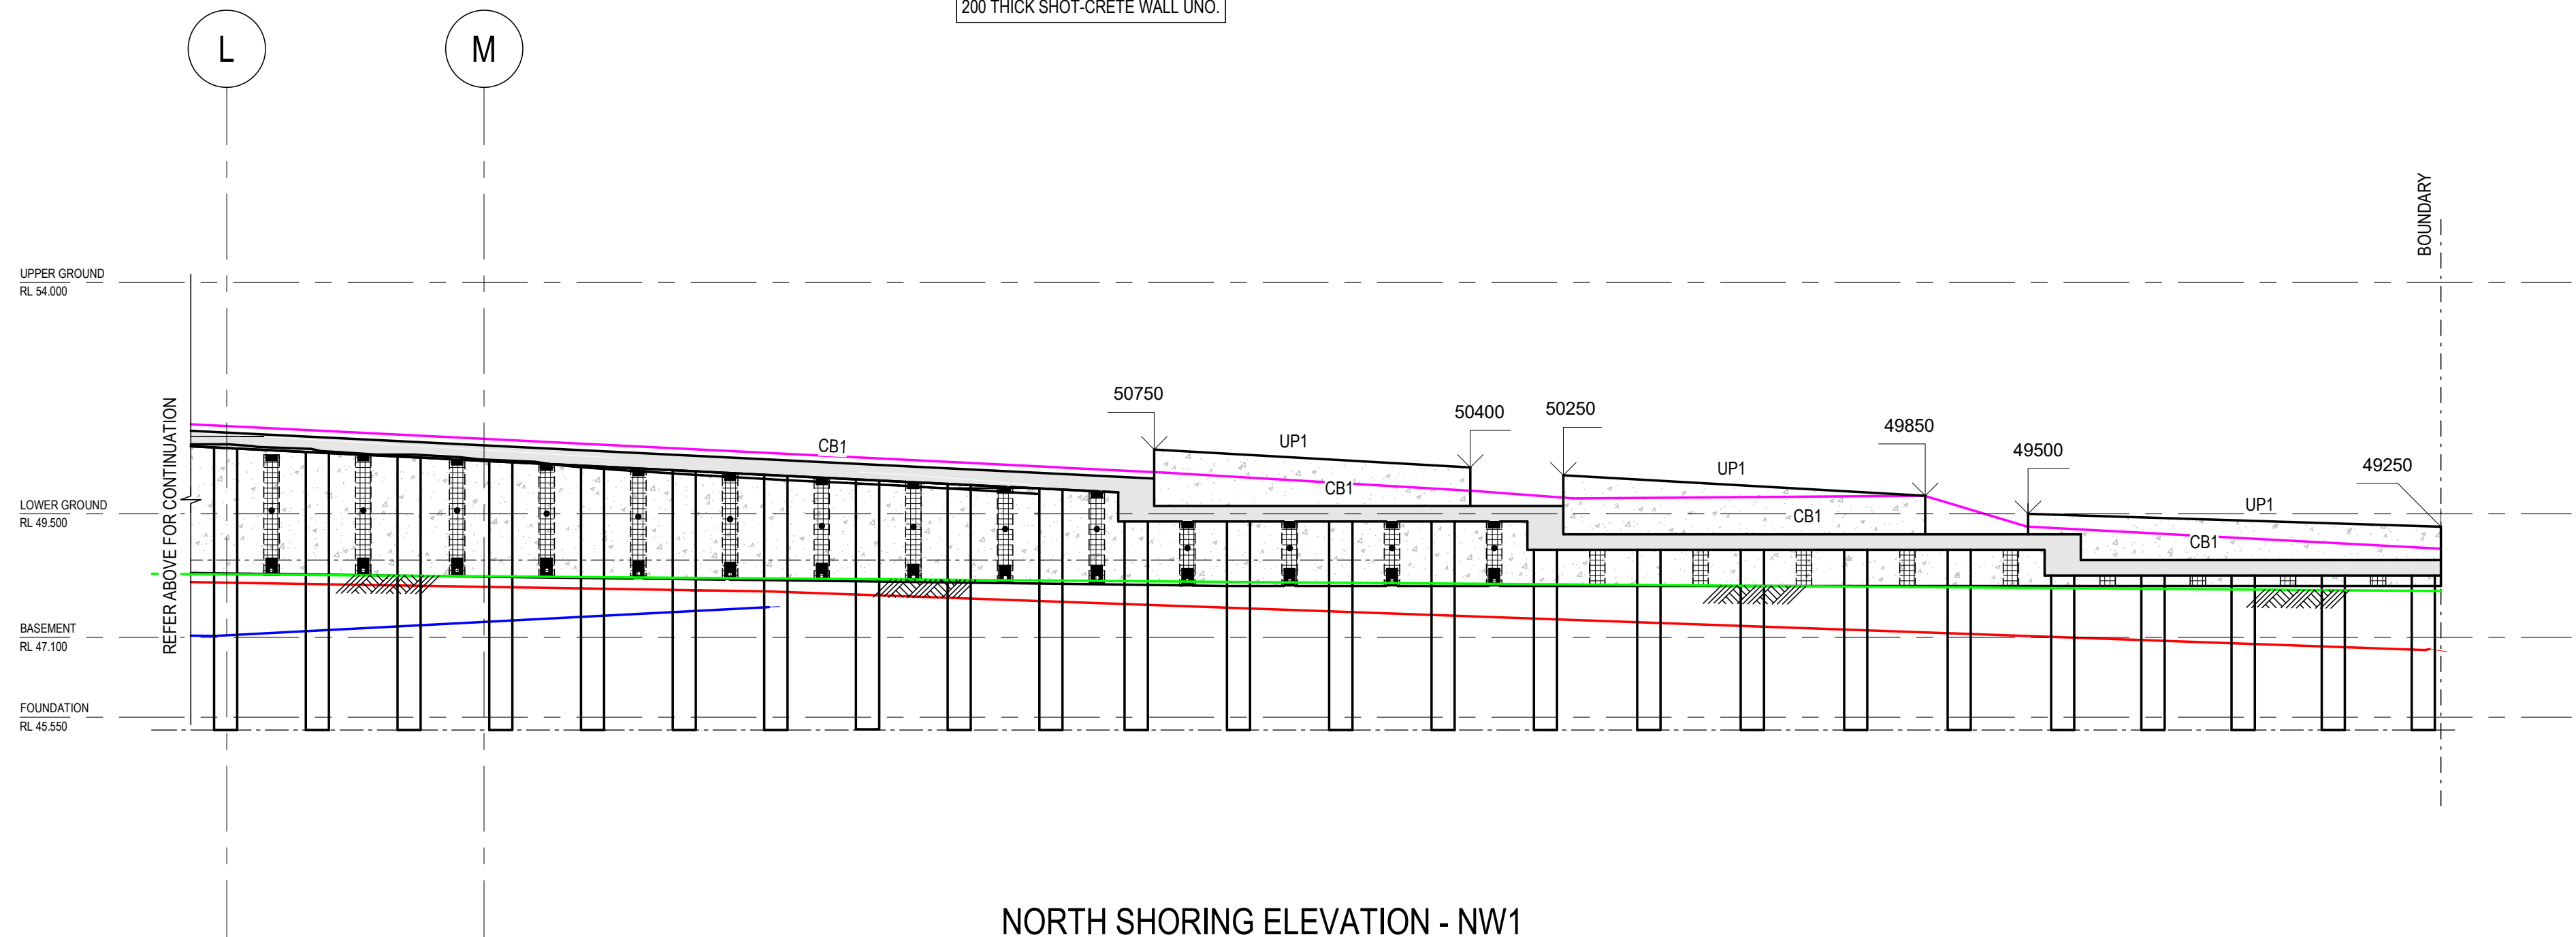 200 THICK SHOT-CRETE WALL UNO.
L
M
BOUNDARY
UPPER GROUND
RL 54.000
50750
50400
50250
49850
49500
49250
UP1
UP1
UP1
CB1
CB1
CB1
CB1
REFER ABOVE FOR CONTINUATION
LOWER GROUND
RL 49.500
BASEMENT
RL 47.100
FOUNDATION
RL 45.550
NORTH SHORING ELEVATION - NW1